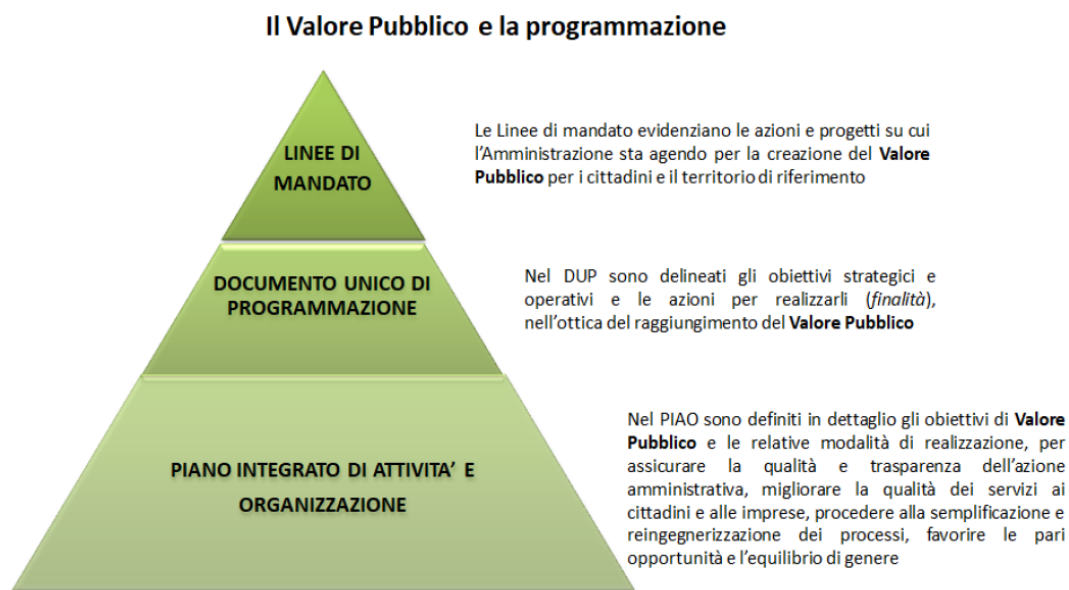 Il Valore Pubblico e la programmazione
LINEE DI
MANDATO
Le Linee di mandato evidenziano le azioni e progetti su cui
l'Amministrazione sta agendo per la creazione del Valore
Pubblico per i cittadini e il territorio di riferimento
DOCUMENTO UNICO DI
PROGRAMMAZIONE
Nel DUP sono delineati gli obiettivi strategici e
operativi e le azioni per realizzarli (finalità),
nell'ottica del raggiungimento del Valore Pubblico
PIANO INTEGRATO DI ATTIVITA' E
ORGANIZZAZIONE
Nel PIAO sono definiti in dettaglio gli obiettivi di Valore
Pubblico e le relative modalità di realizzazione, per
assicurare la qualità e trasparenza dell'azione
amministrativa, migliorare la qualità dei servizi ai
cittadini e alle imprese, procedere alla semplificazione e
reingegnerizzazione dei processi, favorire le pari
opportunità e l'equilibrio di genere